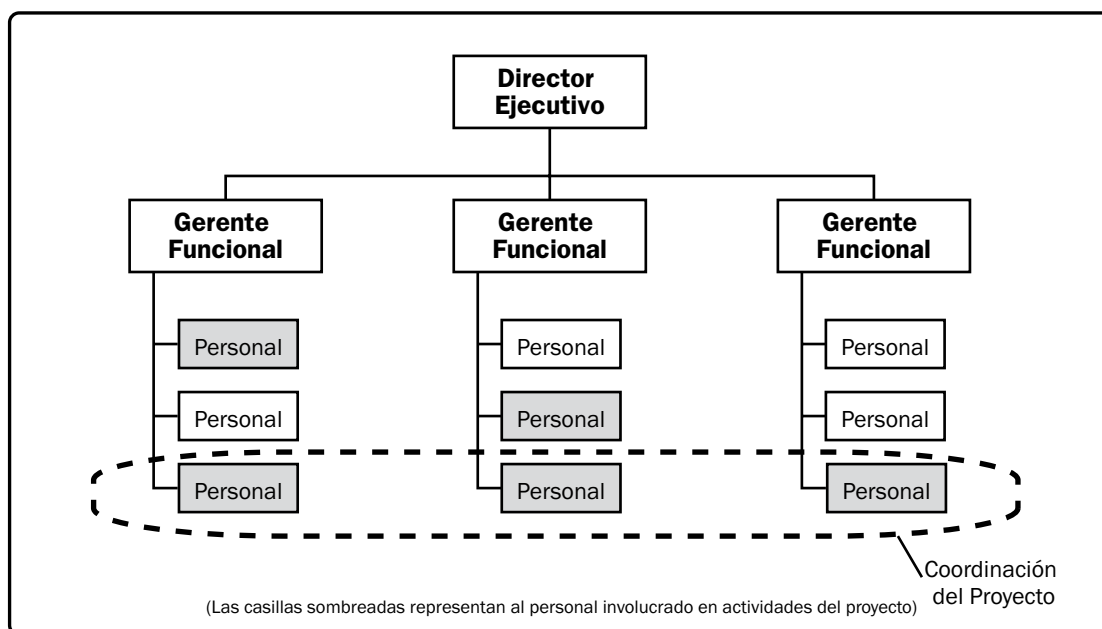 Director
Ejecutivo
Gerente
Funcional
Gerente
Funcional
Gerente
Funcional
Personal
Personal
Personal
Personal
Personal
Personal
Personal
Personal
Personal
Coordinación
del Proyecto
(Las casillas sombreadas representan al personal involucrado en actividades del proyecto)